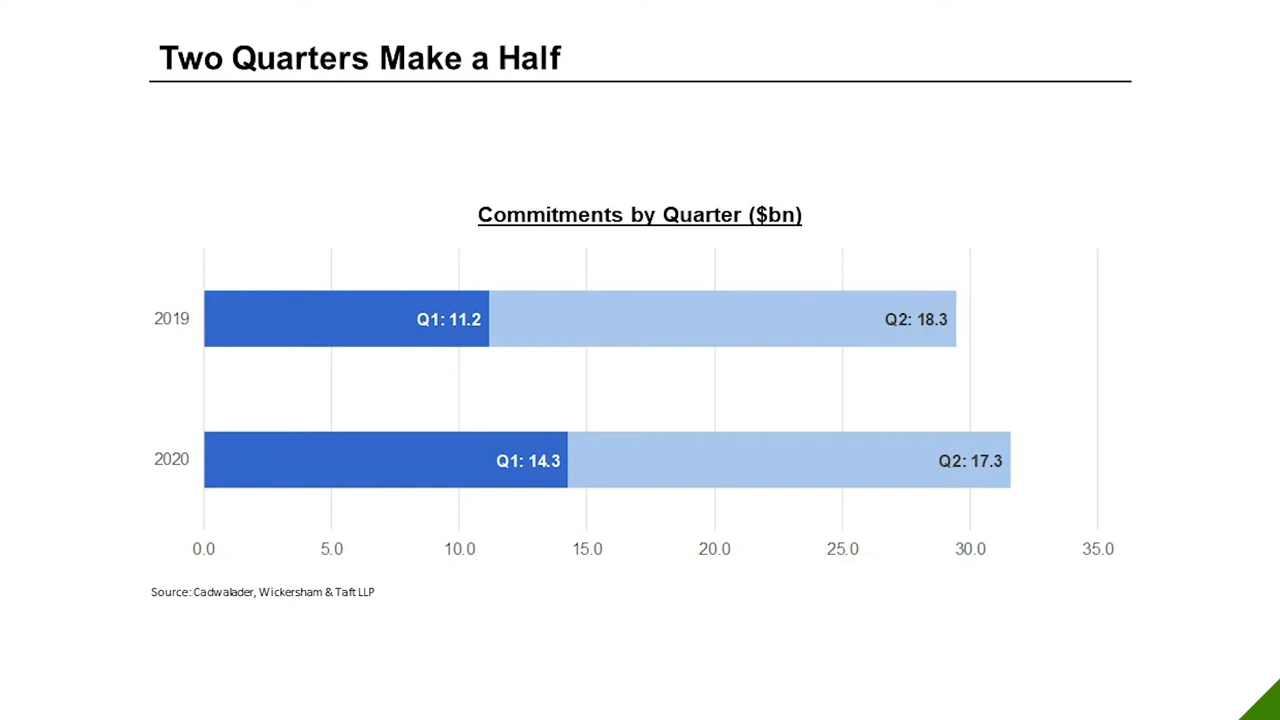 Two Quarters Make a Half
Commitments by Quarter ($bn)
2019
Q1: 11.2
Q2: 18.3
2020
Q1: 14.3
Q2: 17.3
0.0 5.0 10.0 15.0 20.0 25.0 30.0 35.0
Source: Cadwalader, Wickersham & Taft LLP